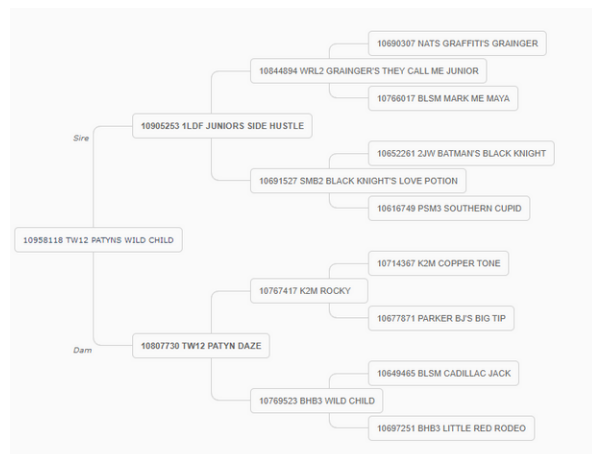 10690307 NATS GRAFFITI'S GRAINGER
10844894 WRL2 GRAINGER'S THEY CALL ME JUNIOR
10766017 BLSM MARK ME MAYA
10905253 1LDF JUNIORS SIDE HUSTLE
Sire
10652261 2JW BATMAN'S BLACK KNIGHT
10691527 SMB2 BLACK KNIGHT'S LOVE POTION
10616749 PSM3 SOUTHERN CUPID
10958118 TW12 PATYNS WILD CHILD
10714367 K2M COPPER TONE
10767417 K2M ROCKY
10677871 PARKER BJ'S BIG TIP
10807730 TW12 PATYN DAZE
Dam
10649465 BLSM CADILLAC JACK
10769523 BHB3 WILD CHILD
10697251 BHB3 LITTLE RED RODEO